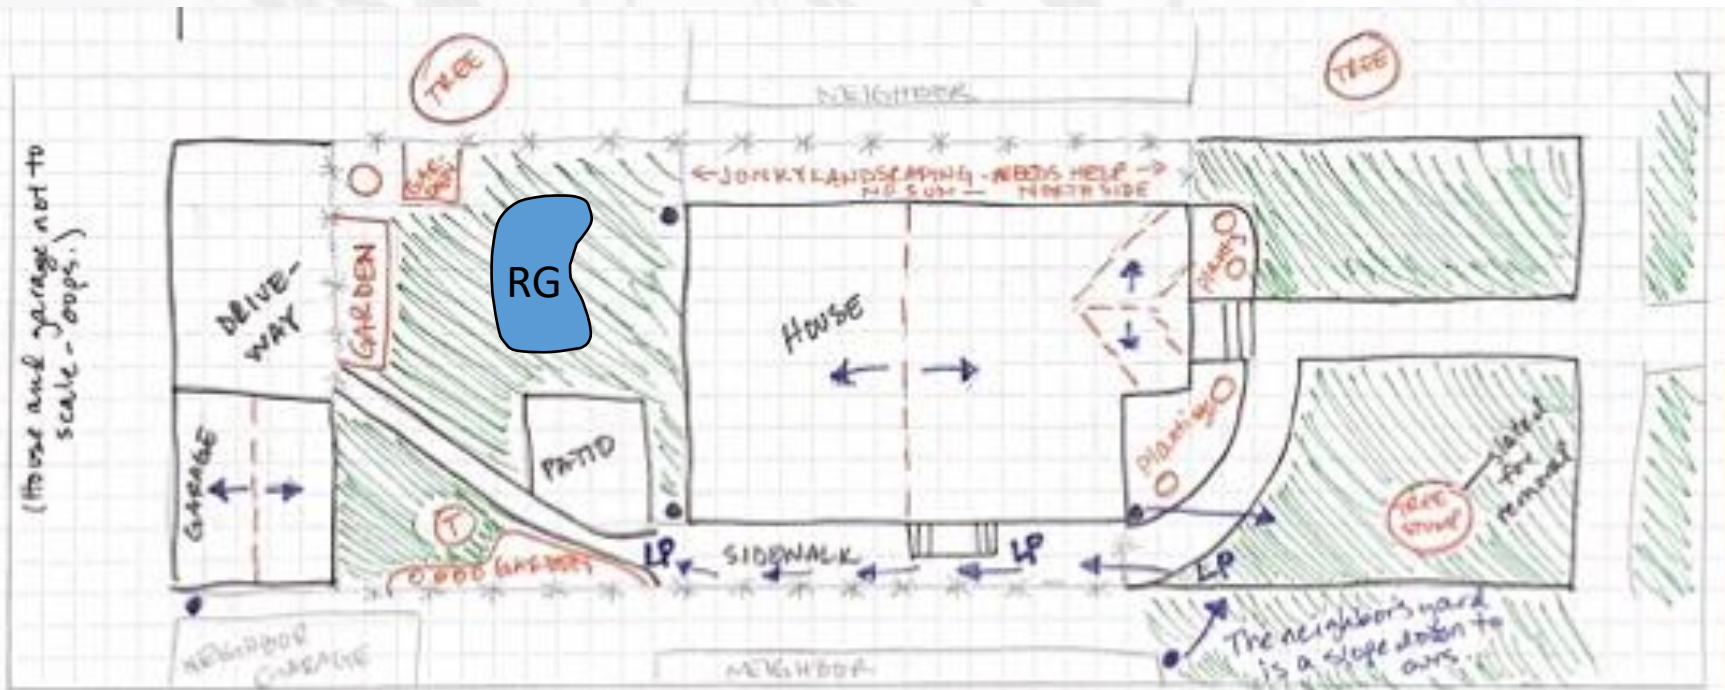 TREE
TREE
NEIGHBOR
(House and garage not to
scale - oops.)
←JUNKY LANDSCAPING - NEEDS HELP→
NO SUN — NORTH SIDE
DRIVE-
WAY
GARDEN
RG
HOUSE
GARAGE
PATIO
Planting
TREE
STUMP
slated
for
removal
T
GARDEN
LP
SIDEWALK
LP
LP
NEIGHBOR
GARAGE
NEIGHBOR
The neighbor's yard
is a slope down to
ours.